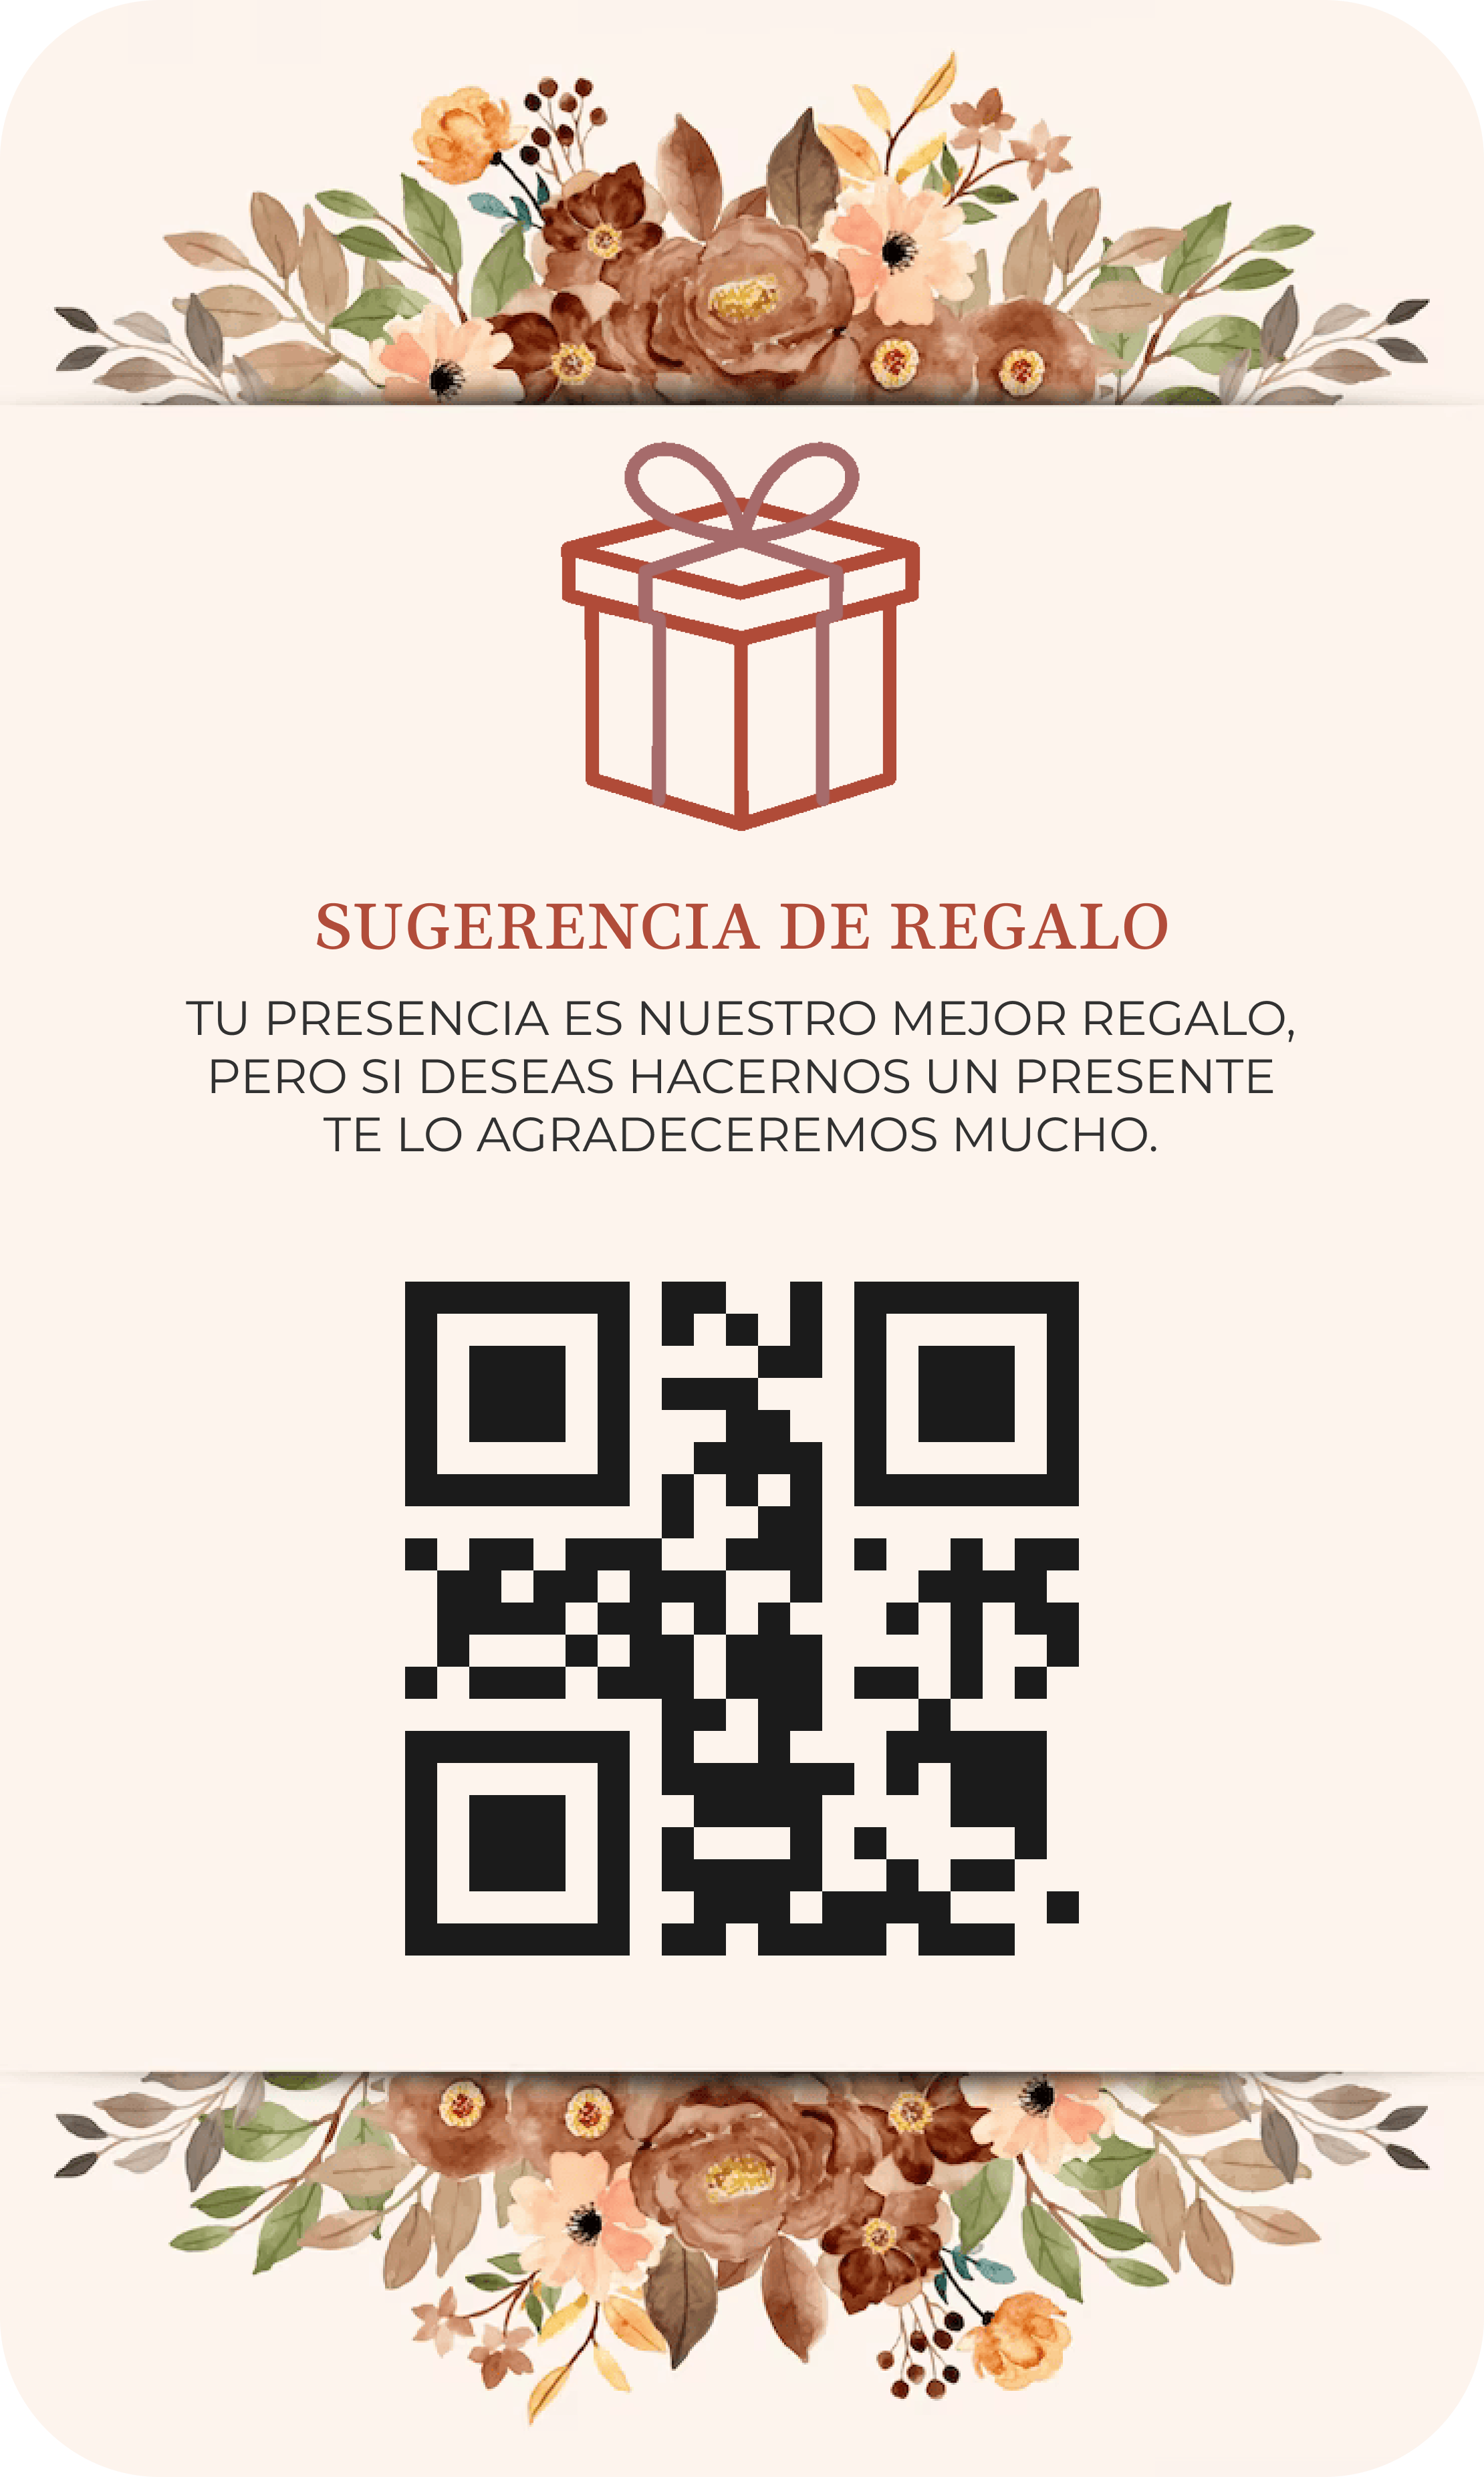 SUGERENCIA DE REGALO
TU PRESENCIA ES NUESTRO MEJOR REGALO,
PERO SI DESEAS HACERNOS UN PRESENTE
TE LO AGRADECEREMOS MUCHO.